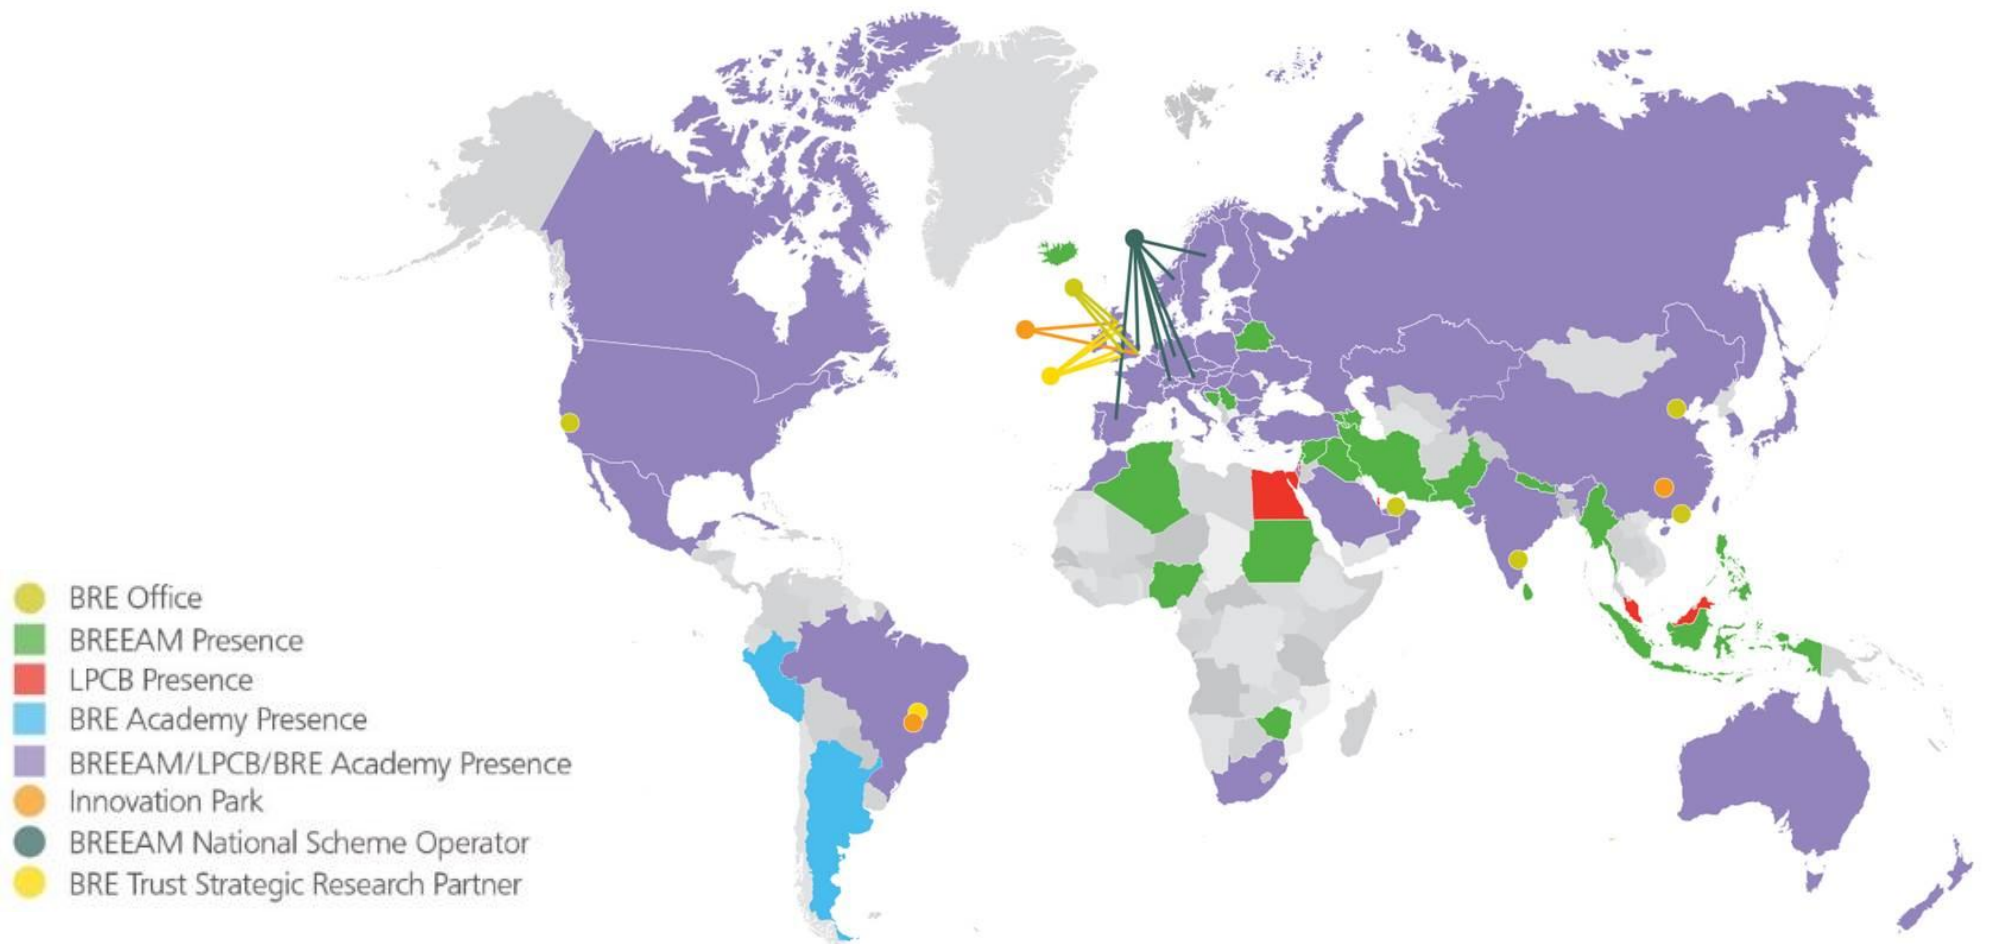 BRE Office
BREEAM Presence
LPCB Presence
BRE Academy Presence
BREEAM/LPCB/BRE Academy Presence
Innovation Park
BREEAM National Scheme Operator
BRE Trust Strategic Research Partner